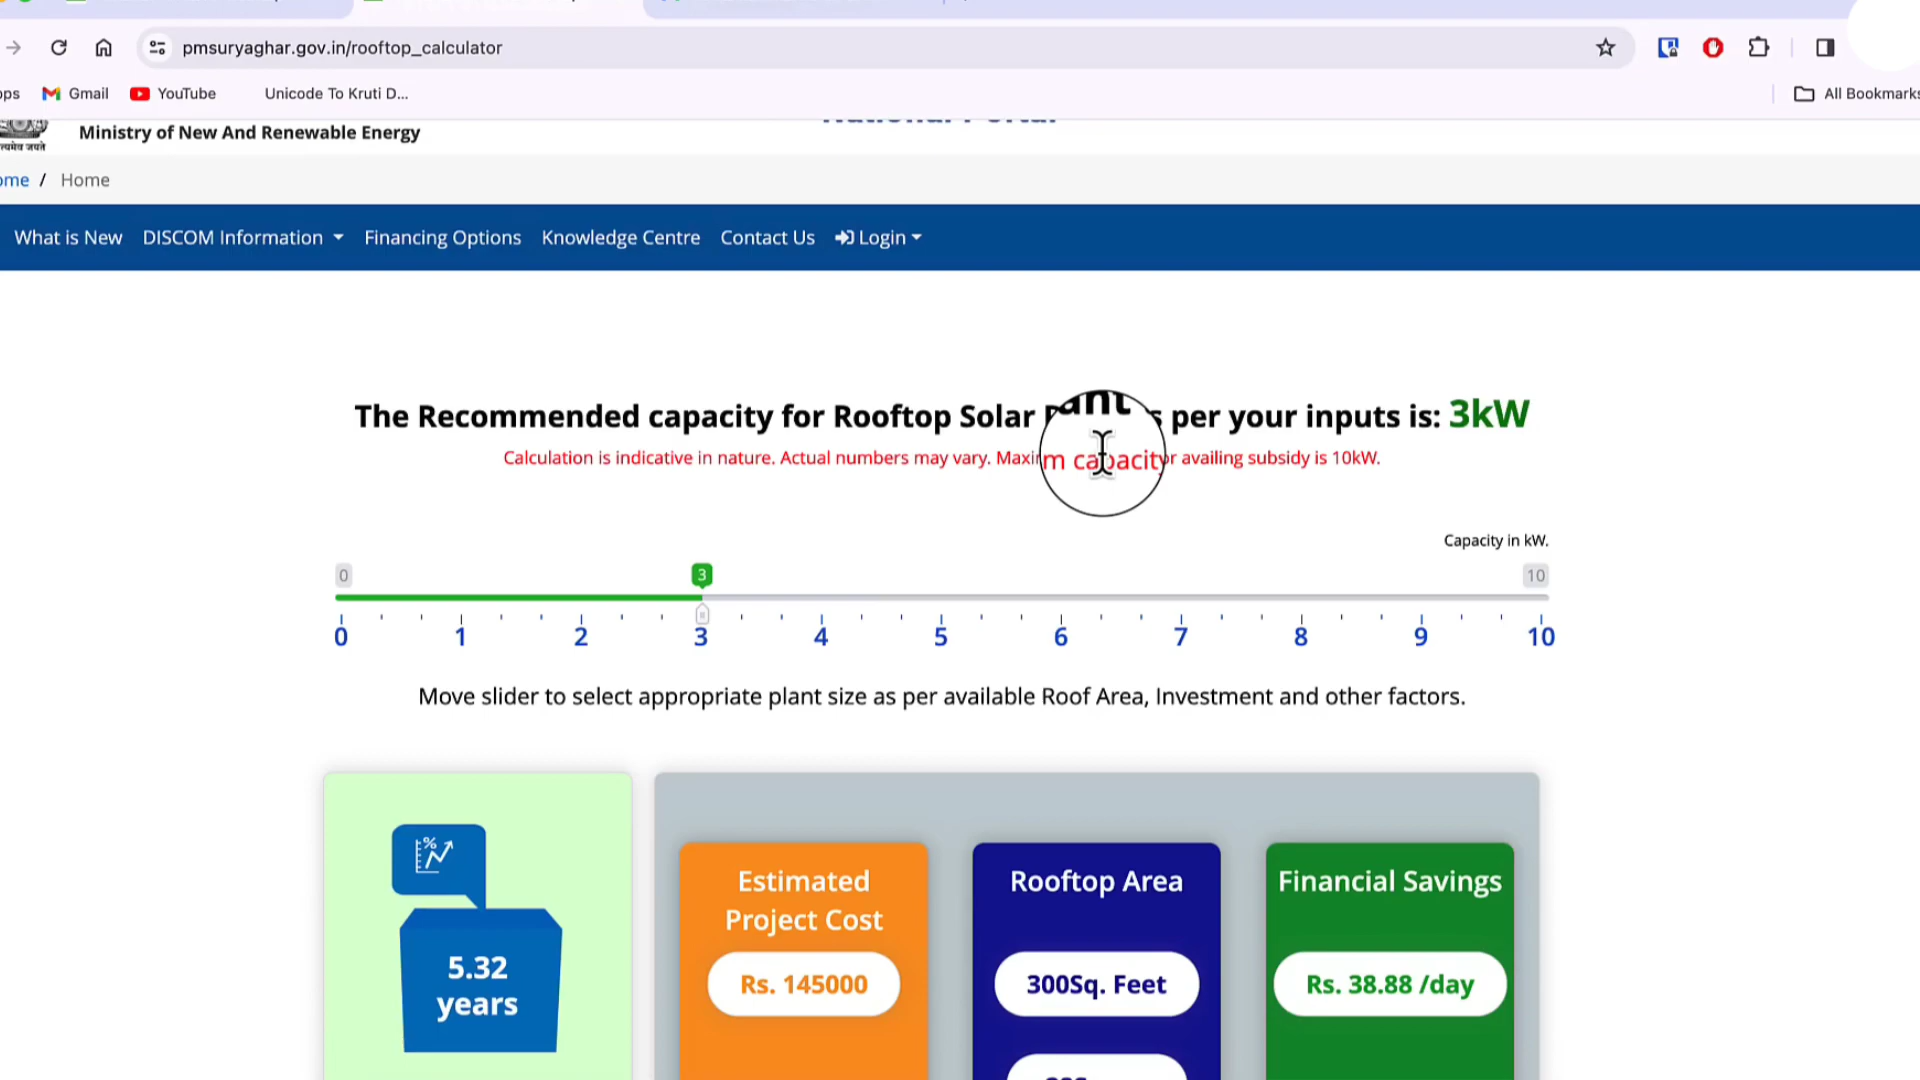 pmsuryaghar.gov.in/rooftop_calculator
Gmail YouTube Unicode To Kruti D... All Bookmarks
Ministry of New And Renewable Energy
/ Home
What is New DISCOM Information Financing Options Knowledge Centre Contact Us Login
The Recommended capacity for Rooftop Solar per your inputs is: 3kW
Calculation is indicative in nature. Actual numbers may vary. capacity availing subsidy is 10kW.
Capacity in kW.
0 3 10
0 1 2 3 4 5 6 7 8 9 10
Move slider to select appropriate plant size as per available Roof Area, Investment and other factors.
5.32
years
Estimated
Project Cost
Rs. 145000
Rooftop Area
300Sq. Feet
Financial Savings
Rs. 38.88 /day